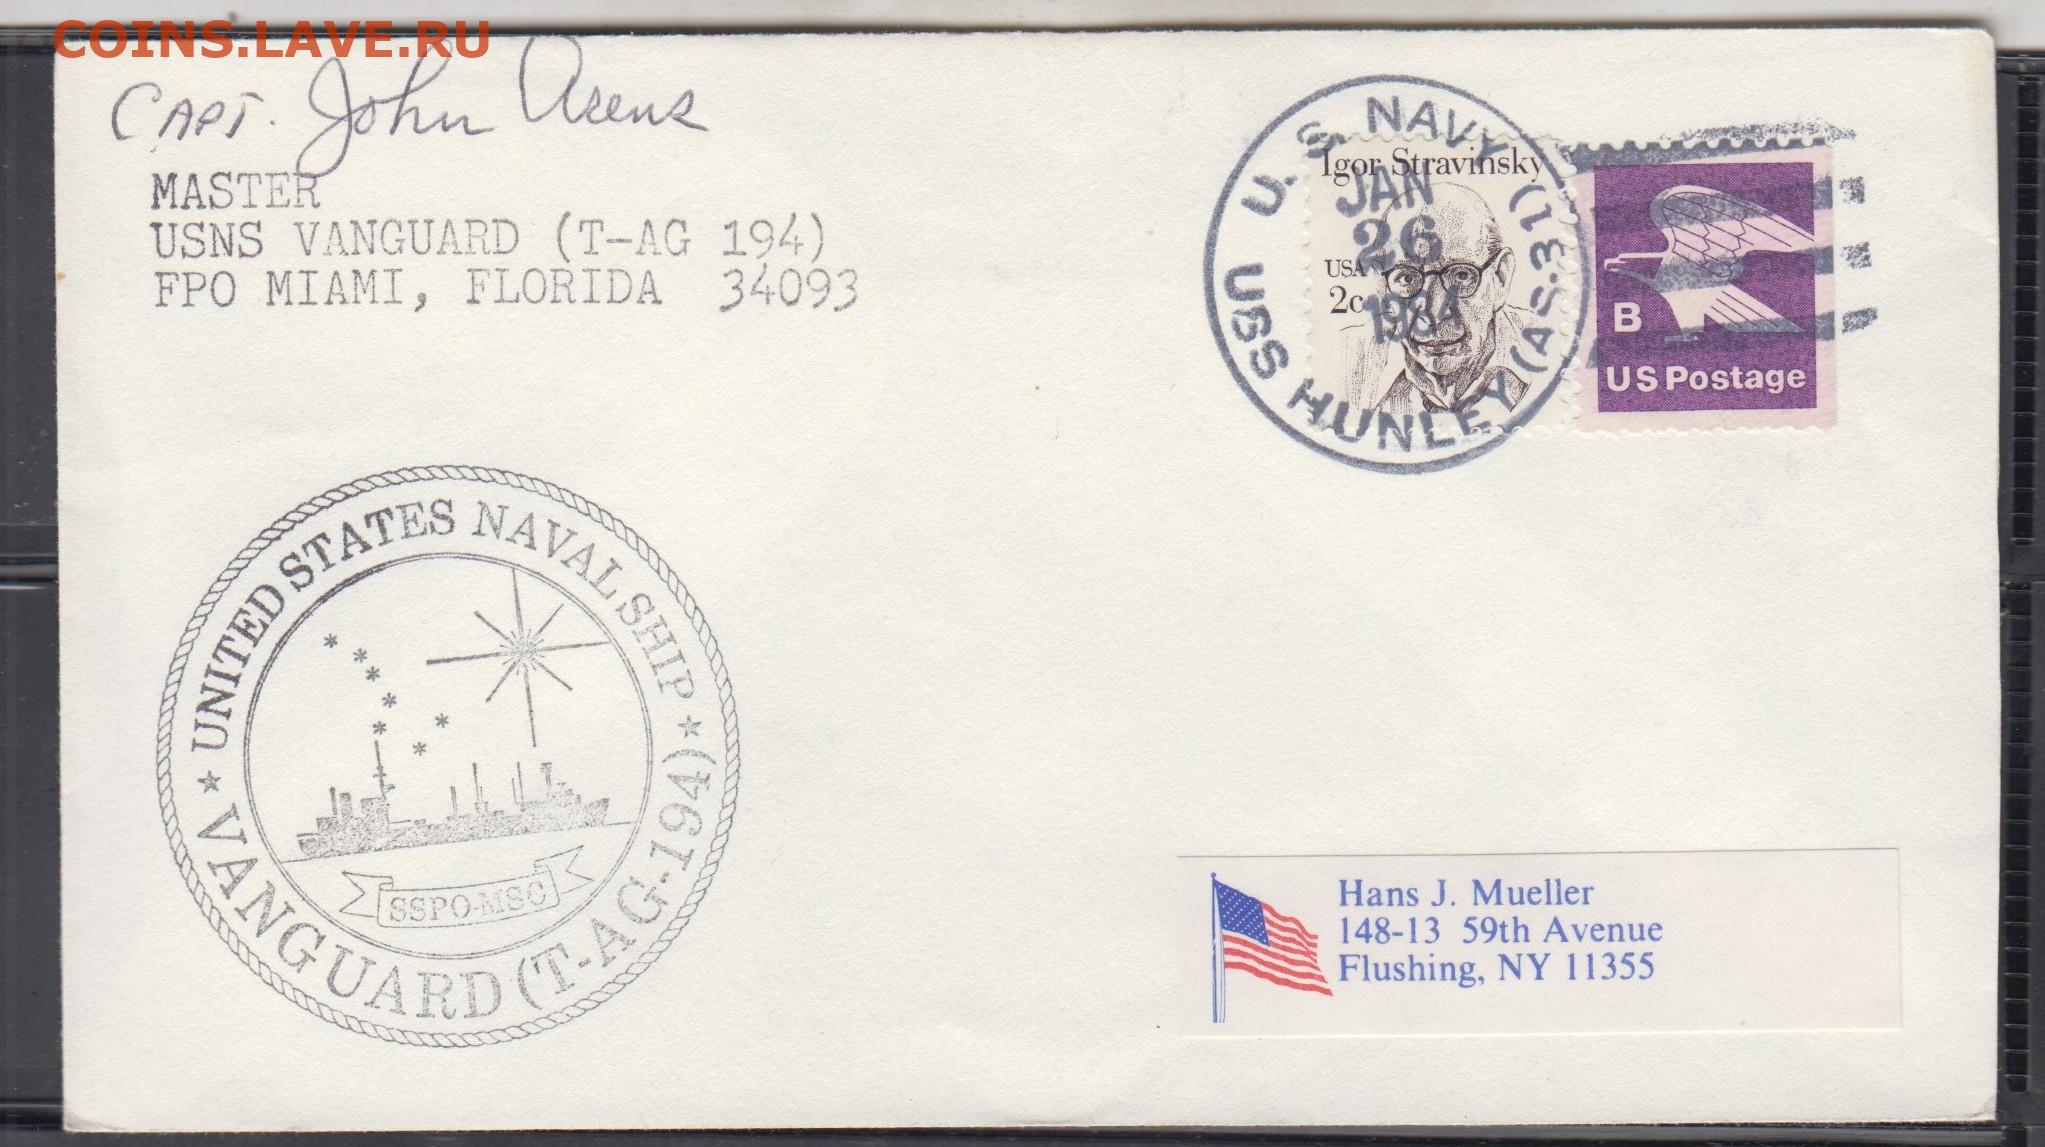 COINS.LAVE.RU
CAPT. John Arens
MASTER
USNS VANGUARD (T-AG 194)
FPO MIAMI, FLORIDA 34093
U. S. NAVY
JAN
26
1984
USS HUNLEY (AS-31)
Igor Stravinsky
USA
2c
B
US Postage
★ UNITED STATES NAVAL SHIP ★
VANGUARD (T-AG-194)
SSPO-MSC
Hans J. Mueller
148-13 59th Avenue
Flushing, NY 11355